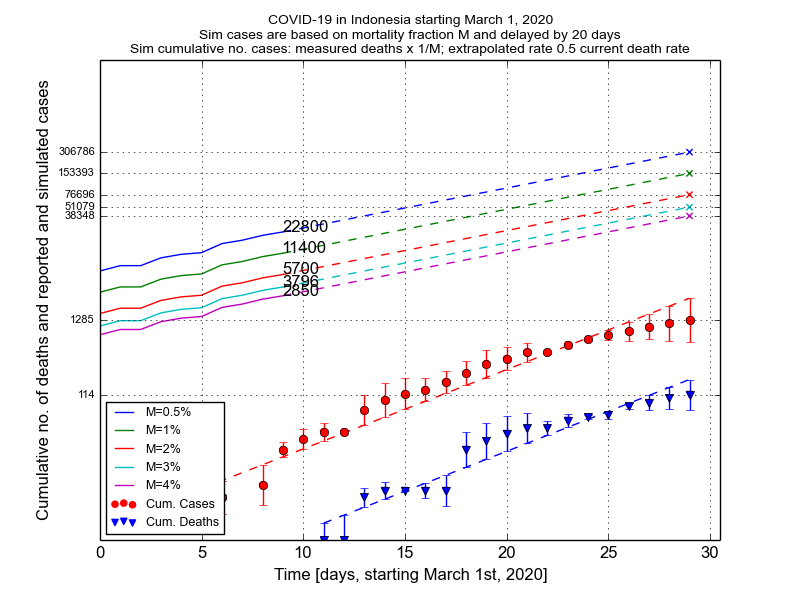 COVID-19 in Indonesia starting March 1, 2020
Sim cases are based on mortality fraction M and delayed by 20 days
Sim cumulative no. cases: measured deaths x 1/M; extrapolated rate 0.5 current death rate
Cumulative no. of deaths and reported and simulated cases
306786
153393
76696
51079
38348
1285
114
22800
11400
5700
3796
2850
M=0.5%
M=1%
M=2%
M=3%
M=4%
Cum. Cases
Cum. Deaths
0 5 10 15 20 25 30
Time [days, starting March 1st, 2020]